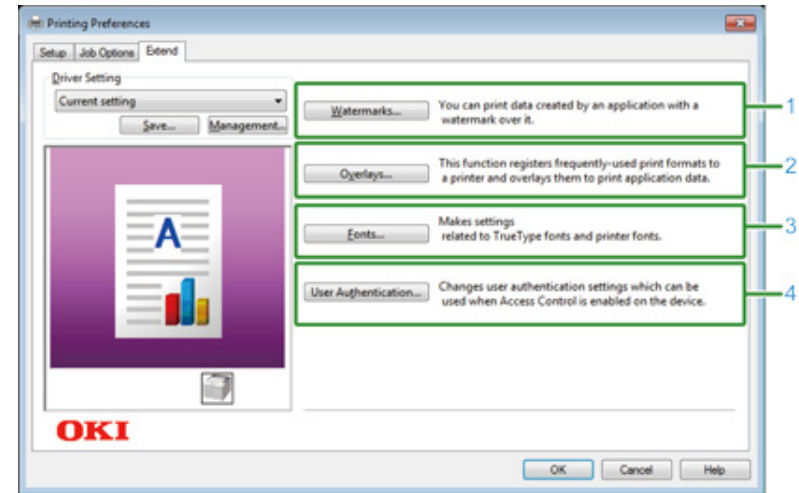 Printing Preferences
Setup Job Options Extend
Driver Setting
Current setting
Save... Management...
Watermarks...
You can print data created by an application with a
watermark over it.
1
Overlays...
This function registers frequently-used print formats to
a printer and overlays them to print application data.
2
Fonts...
Makes settings
related to TrueType fonts and printer fonts.
3
User Authentication...
Changes user authentication settings which can be
used when Access Control is enabled on the device.
4
A
OKI
OK Cancel Help